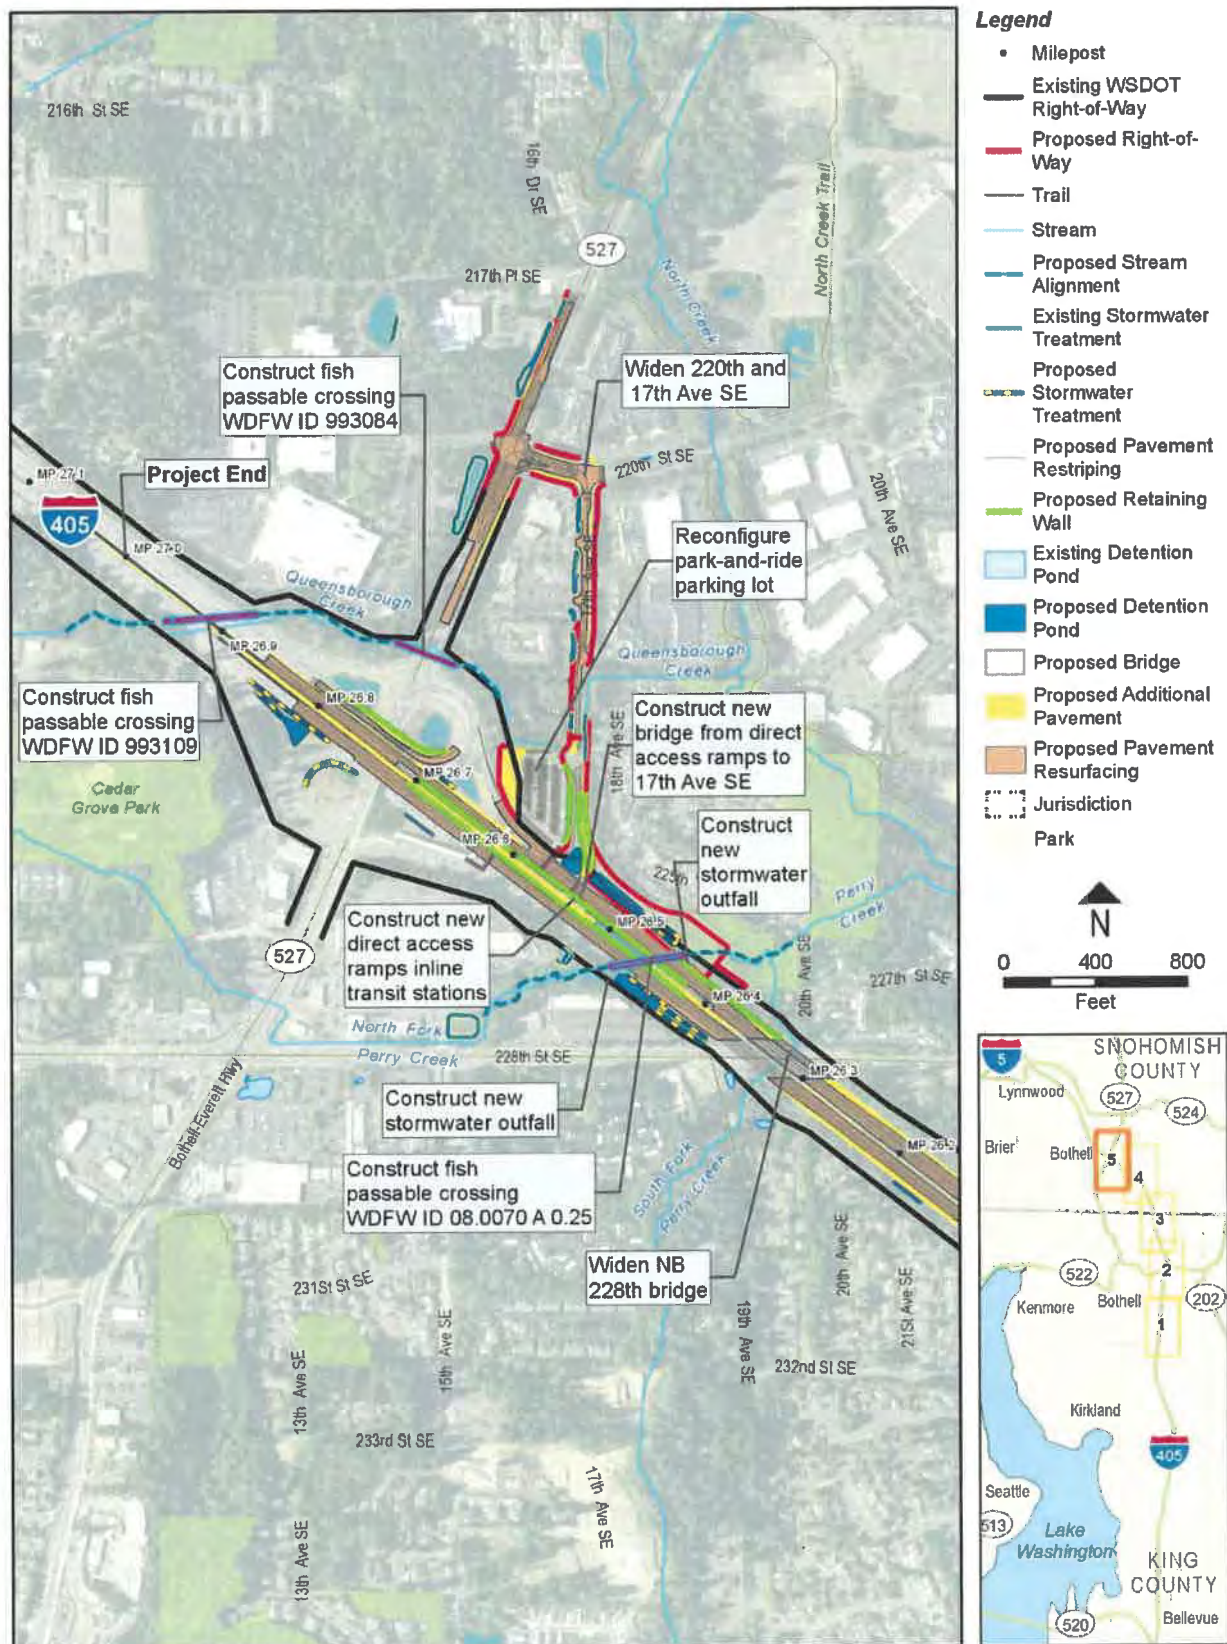 216th St SE
19th Dr SE
527
217th Pl SE
North Creek
North Creek Trail
Construct fish
passable crossing
WDFW ID 993084
Widen 220th and
17th Ave SE
220th St SE
20th Ave SE
MP 27.1
Project End
405
MP 27.0
Reconfigure
park-and-ride
parking lot
17th Ave SE
Queensborough
Creek
Queensborough
Creek
MP 26.9
Construct fish
passable crossing
WDFW ID 993109
MP 26.8
Construct new
bridge from direct
access ramps to
17th Ave SE
18th Ave SE
MP 26.7
Cedar
Grove Park
MP 26.6
Construct
new
stormwater
outfall
225th
Perry
Creek
MP 26.5
Construct new
direct access
ramps inline
transit stations
527
20th Ave SE
227th St SE
MP 26.4
North Fork
Perry Creek
228th St SE
MP 26.3
Bothell-Everett Hwy
Construct new
stormwater outfall
MP 26.2
Construct fish
passable crossing
WDFW ID 08.0070 A 0.25
South Fork
Perry Creek
Widen NB
228th bridge
20th Ave SE
21St Ave SE
231St St SE
15th Ave SE
19th Ave SE
232nd St SE
13th Ave SE
233rd St SE
17th Ave SE
13th Ave SE
Legend
Milepost
Existing WSDOT
Right-of-Way
Proposed Right-of-
Way
Trail
Stream
Proposed Stream
Alignment
Existing Stormwater
Treatment
Proposed
Stormwater
Treatment
Proposed Pavement
Restriping
Proposed Retaining
Wall
Existing Detention
Pond
Proposed Detention
Pond
Proposed Bridge
Proposed Additional
Pavement
Proposed Pavement
Resurfacing
Jurisdiction
Park
N
0 400 800
Feet
5
SNOHOMISH
COUNTY
Lynnwood
527
524
Brier
Bothell
5
4
3
2
522
Kenmore
Bothell
202
1
Kirkland
405
Seattle
513
Lake
Washington
KING
COUNTY
520
Bellevue